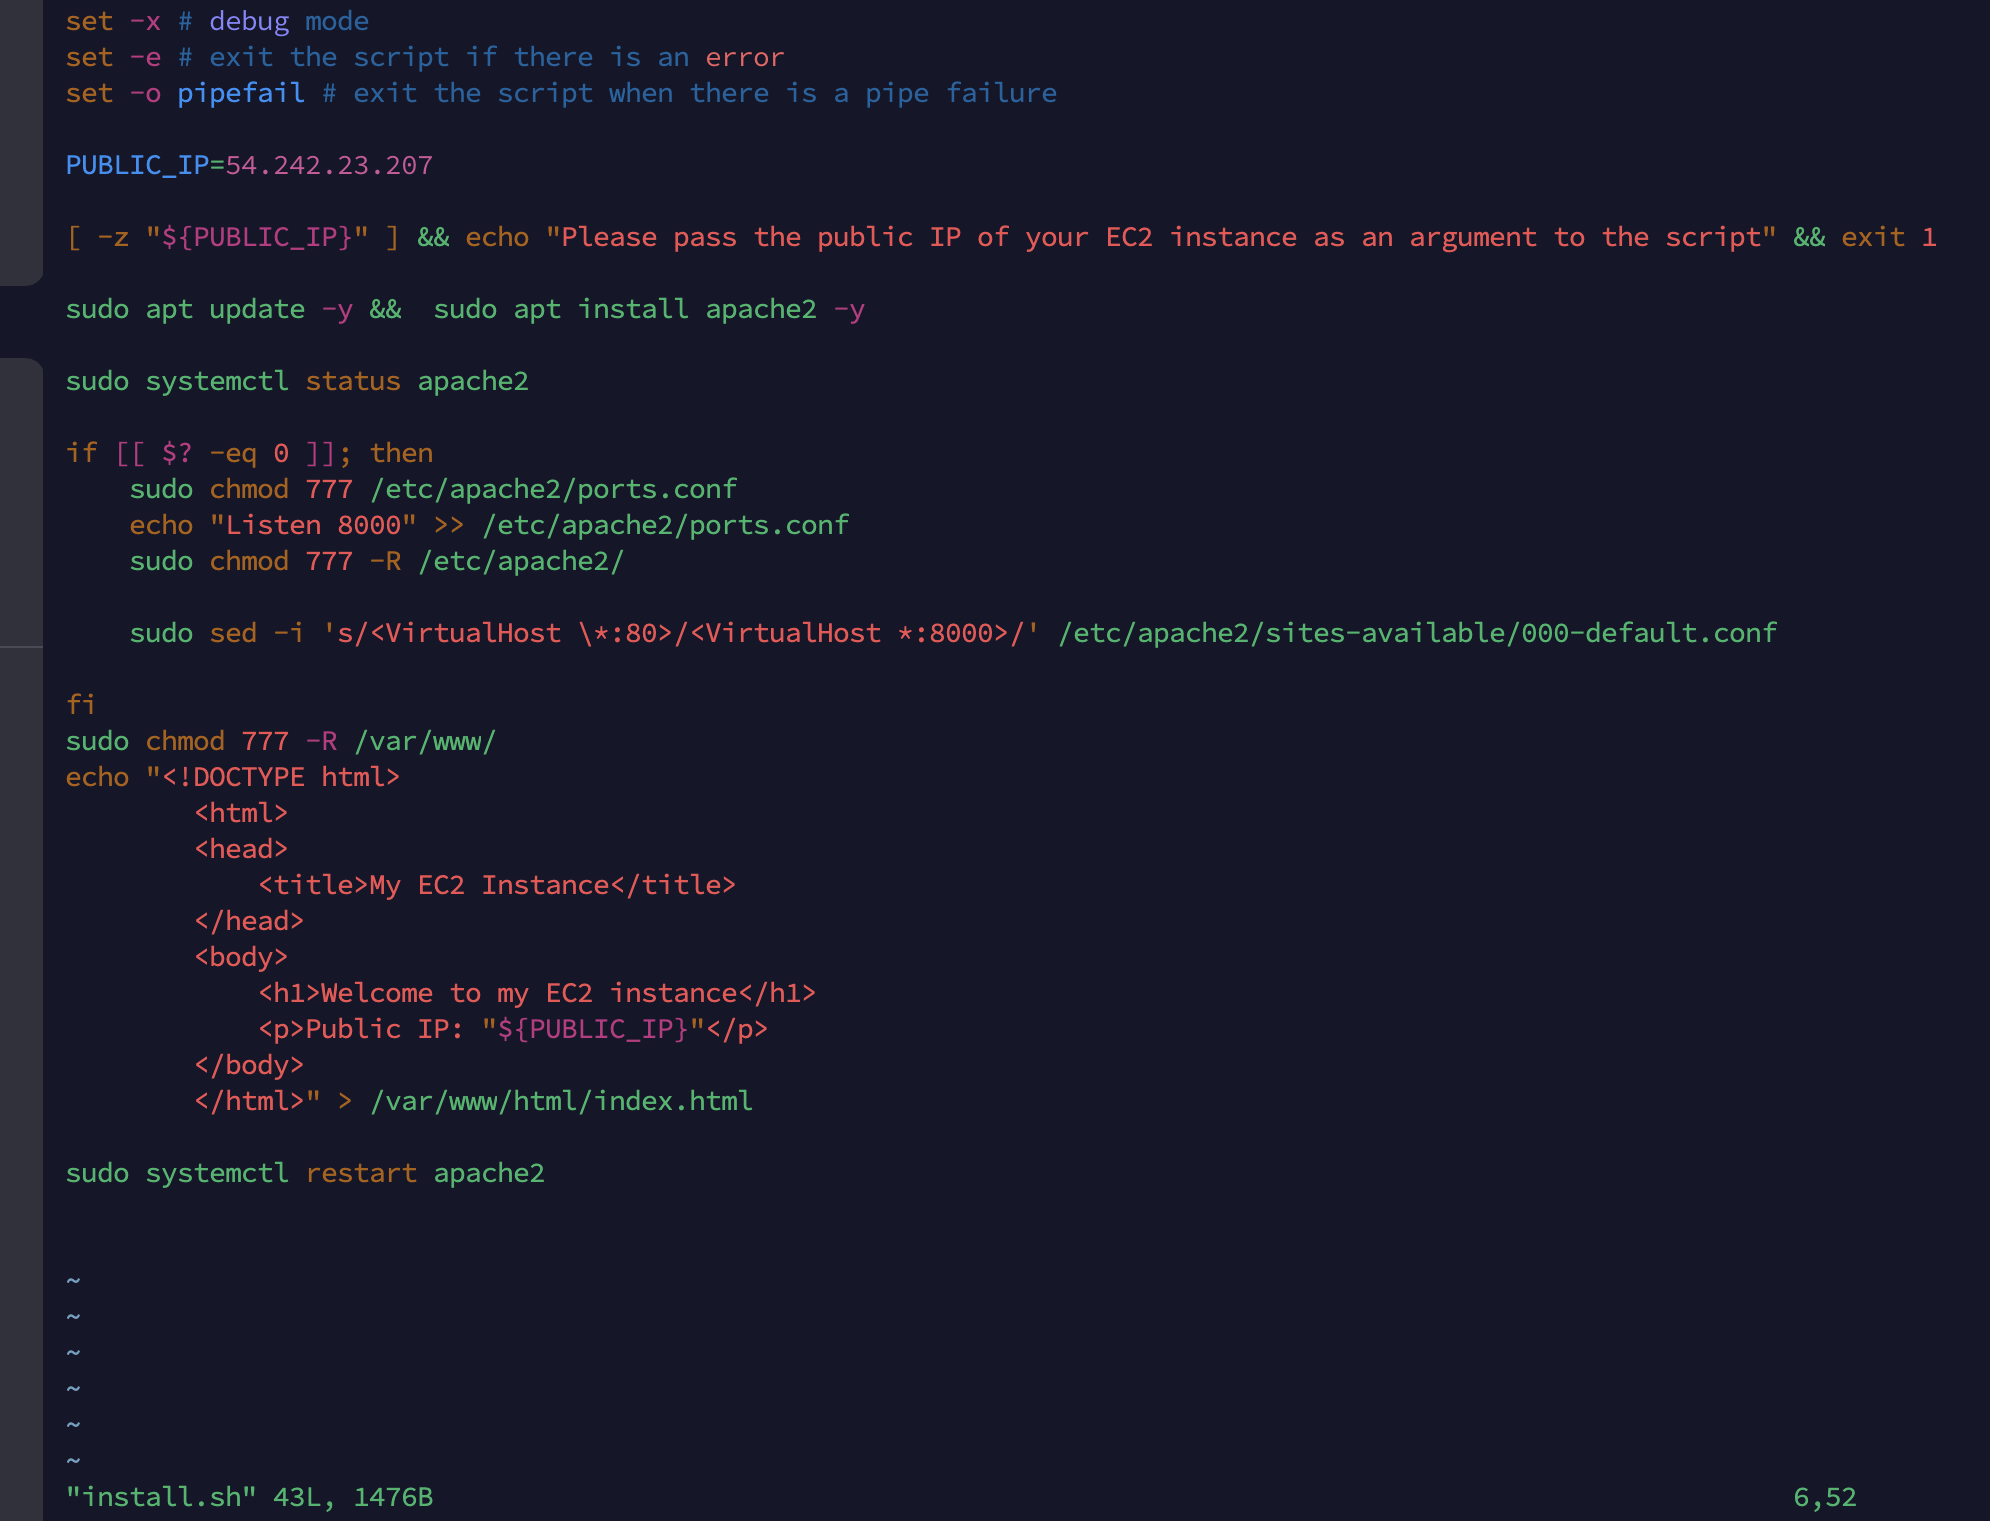 set -x # debug mode
set -e # exit the script if there is an error
set -o pipefail # exit the script when there is a pipe failure

PUBLIC_IP=54.242.23.207

[ -z "${PUBLIC_IP}" ] && echo "Please pass the public IP of your EC2 instance as an argument to the script" && exit 1

sudo apt update -y &&  sudo apt install apache2 -y

sudo systemctl status apache2

if [[ $? -eq 0 ]]; then
    sudo chmod 777 /etc/apache2/ports.conf
    echo "Listen 8000" >> /etc/apache2/ports.conf
    sudo chmod 777 -R /etc/apache2/

    sudo sed -i 's/<VirtualHost \*:80>/<VirtualHost *:8000>/' /etc/apache2/sites-available/000-default.conf

fi
sudo chmod 777 -R /var/www/
echo "<!DOCTYPE html>
        <html>
        <head>
            <title>My EC2 Instance</title>
        </head>
        <body>
            <h1>Welcome to my EC2 instance</h1>
            <p>Public IP: "${PUBLIC_IP}"</p>
        </body>
        </html>" > /var/www/html/index.html

sudo systemctl restart apache2


~
~
~
~
~
~
"install.sh" 43L, 1476B 6,52